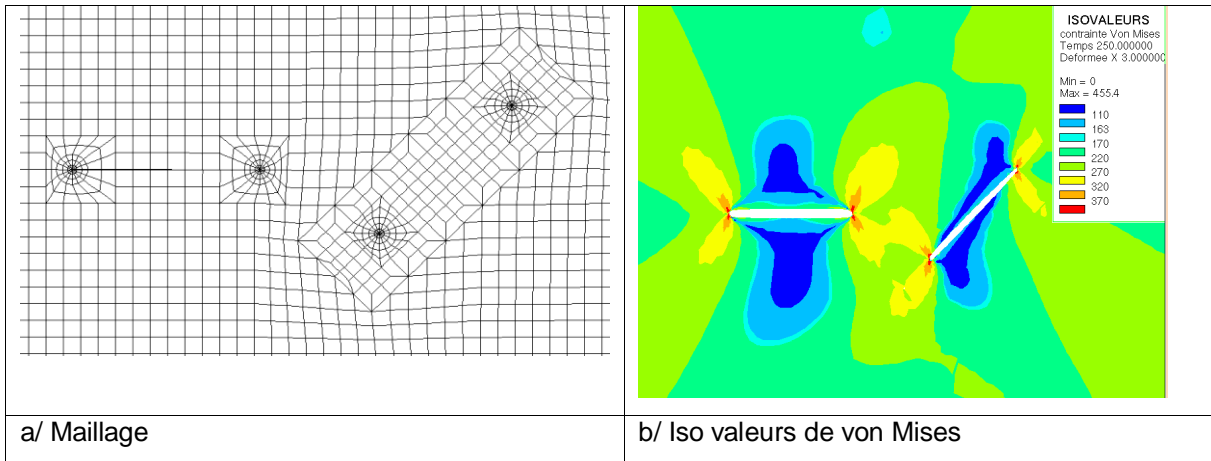 ISOVALEURS
contrainte Von Mises
Temps 250.000000
Deformee X 3.000000
Min = 0
Max = 455.4
110
163
170
220
270
320
370
a/ Maillage
b/ Iso valeurs de von Mises